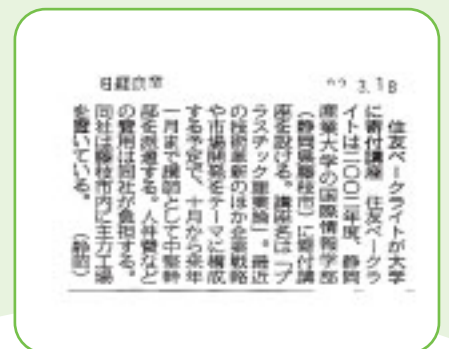 日経産業
02 3.18
住友ベークライトが大学
に寄付講座 住友ベークラ
イトは二〇〇二年度、静岡
産業大学の国際情報学部
（静岡県藤枝市）に寄付講
座を設ける。講座名は「プ
ラスチック産業論」。最近
の技術革新のほか企業戦略
や市場開拓をテーマに構成
する予定で、十月から来年
一月まで講師として中堅幹
部を派遣する。人件費など
の費用は同社が負担する。
同社は藤枝市内に主力工場
を置いている。（静岡）